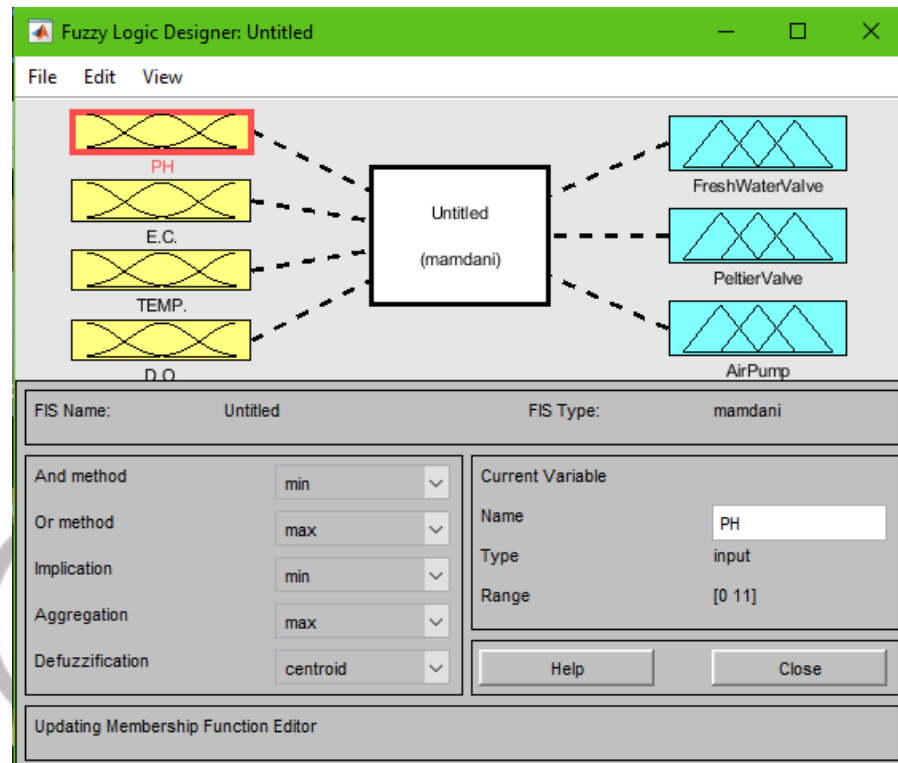 Fuzzy Logic Designer: Untitled
File Edit View
PH
E.C.
TEMP.
D.O.
Untitled
(mamdani)
FreshWaterValve
PeltierValve
AirPump
FIS Name: Untitled FIS Type: mamdani
And method min
Or method max
Implication min
Aggregation max
Defuzzification centroid
Current Variable
Name PH
Type input
Range [0 11]
Help Close
Updating Membership Function Editor